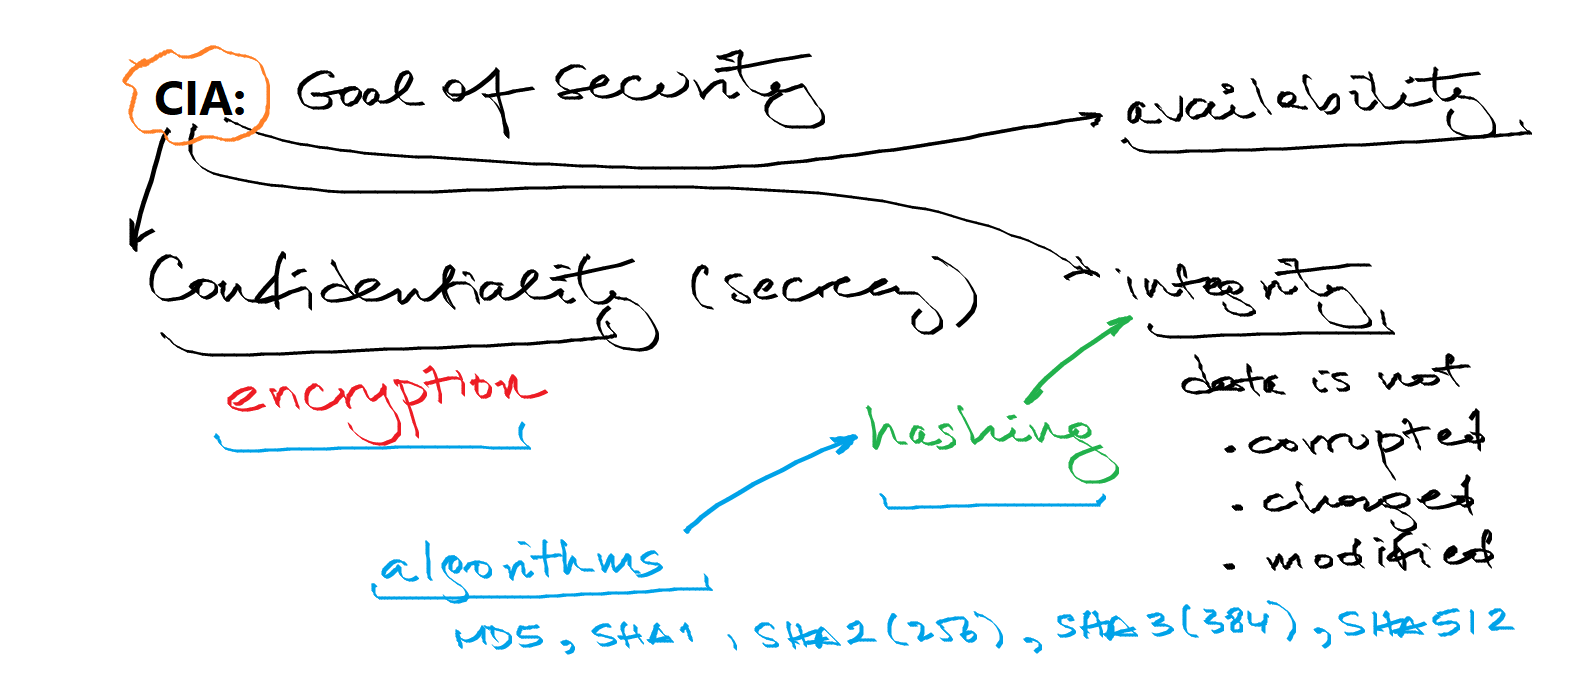 CIA: Goal of security
availability
Confidentiality (secrecy)
integrity
encryption
data is not
hashing
• corrupted
• changed
algorithms
• modified
MD5, SHA1, SHA2(256), SHA3(384), SHA512